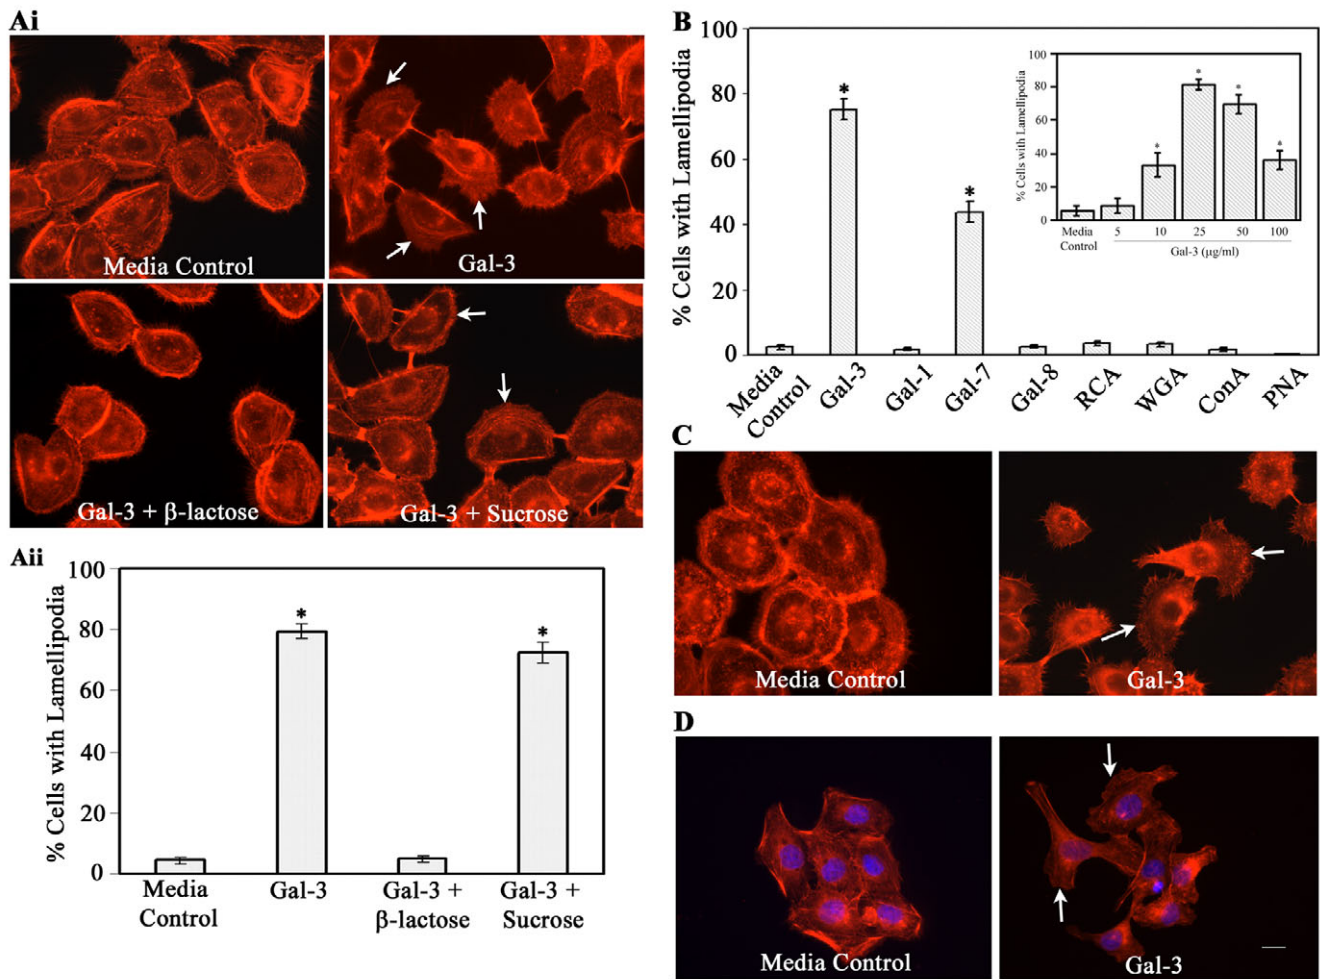 Ai
Media Control
Gal-3
Gal-3 + β-lactose
Gal-3 + Sucrose
Aii
% Cells with Lamellipodia
100
80
60
40
20
0
*
*
Media
Control
Gal-3
Gal-3 +
β-lactose
Gal-3 +
Sucrose
B
% Cells with Lamellipodia
100
80
60
40
20
0
*
*
Media
Control
Gal-3
Gal-1
Gal-7
Gal-8
RCA
WGA
ConA
PNA
% Cells with Lamellipodia
100
80
60
40
20
0
*
*
*
*
Media
Control
5
10
25
50
100
Gal-3 (μg/ml)
C
Media Control
Gal-3
D
Media Control
Gal-3